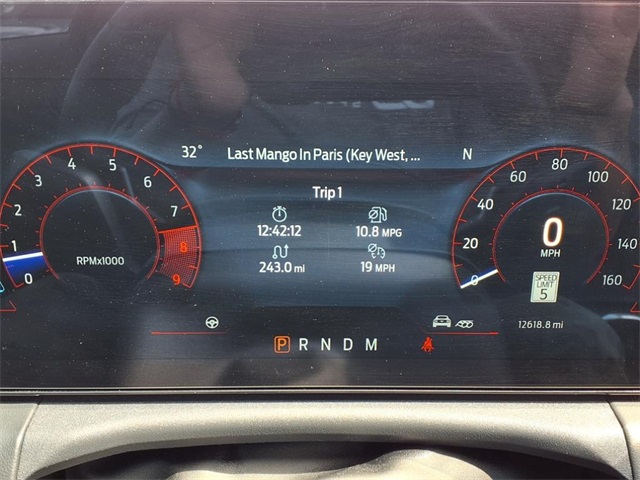 32° Last Mango In Paris (Key West, ... N
Trip 1
12:42:12 10.8 MPG
243.0 mi 19 MPH
0 1 2 3 4 5 6 7 8 9
RPMx1000
0 20 40 60 80 100 120 140 160
0
MPH
SPEED
LIMIT
5
12618.8 mi
P R N D M